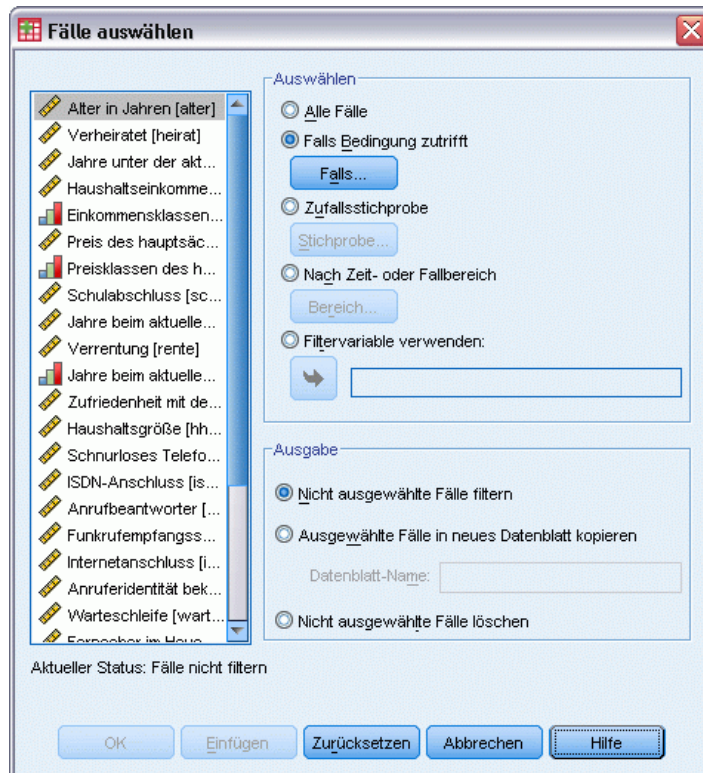 Fälle auswählen
Alter in Jahren [alter]
Verheiratet [heirat]
Jahre unter der akt...
Haushaltseinkomme...
Einkommensklassen...
Preis des hauptsäc...
Preisklassen des h...
Schulabschluss [sc...
Jahre beim aktuelle...
Verrentung [rente]
Jahre beim aktuelle...
Zufriedenheit mit de...
Haushaltsgröße [hh...
Schnurloses Telefo...
ISDN-Anschluss [is...
Anrufbeantworter [...
Funkrufempfangss...
Internetanschluss [i...
Anruferidentität bek...
Warteschleife [wart...
Auswählen
Alle Fälle
Falls Bedingung zutrifft
Falls...
Zufallsstichprobe
Stichprobe...
Nach Zeit- oder Fallbereich
Bereich...
Filtervariable verwenden:
Ausgabe
Nicht ausgewählte Fälle filtern
Ausgewählte Fälle in neues Datenblatt kopieren
Datenblatt-Name:
Nicht ausgewählte Fälle löschen
Aktueller Status: Fälle nicht filtern
OK
Einfügen
Zurücksetzen
Abbrechen
Hilfe